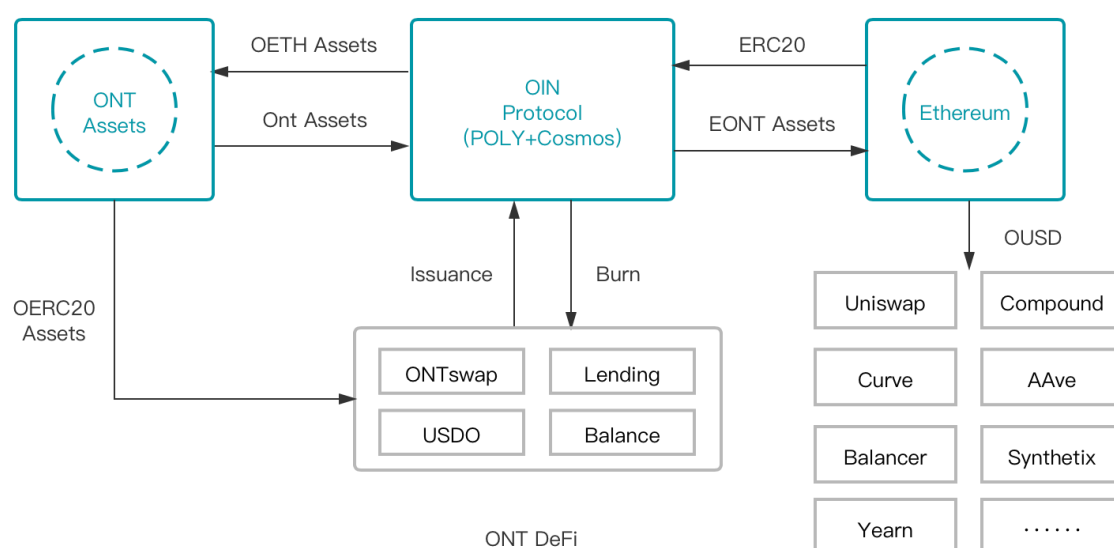 OETH Assets
ERC20
ONT
Assets
OIN
Protocol
(POLY+Cosmos)
Ethereum
Ont Assets
EONT Assets
OUSD
Issuance
Burn
OERC20
Assets
Uniswap
Compound
ONTswap
Lending
Curve
AAve
USDO
Balance
Balancer
Synthetix
Yearn
······
ONT DeFi